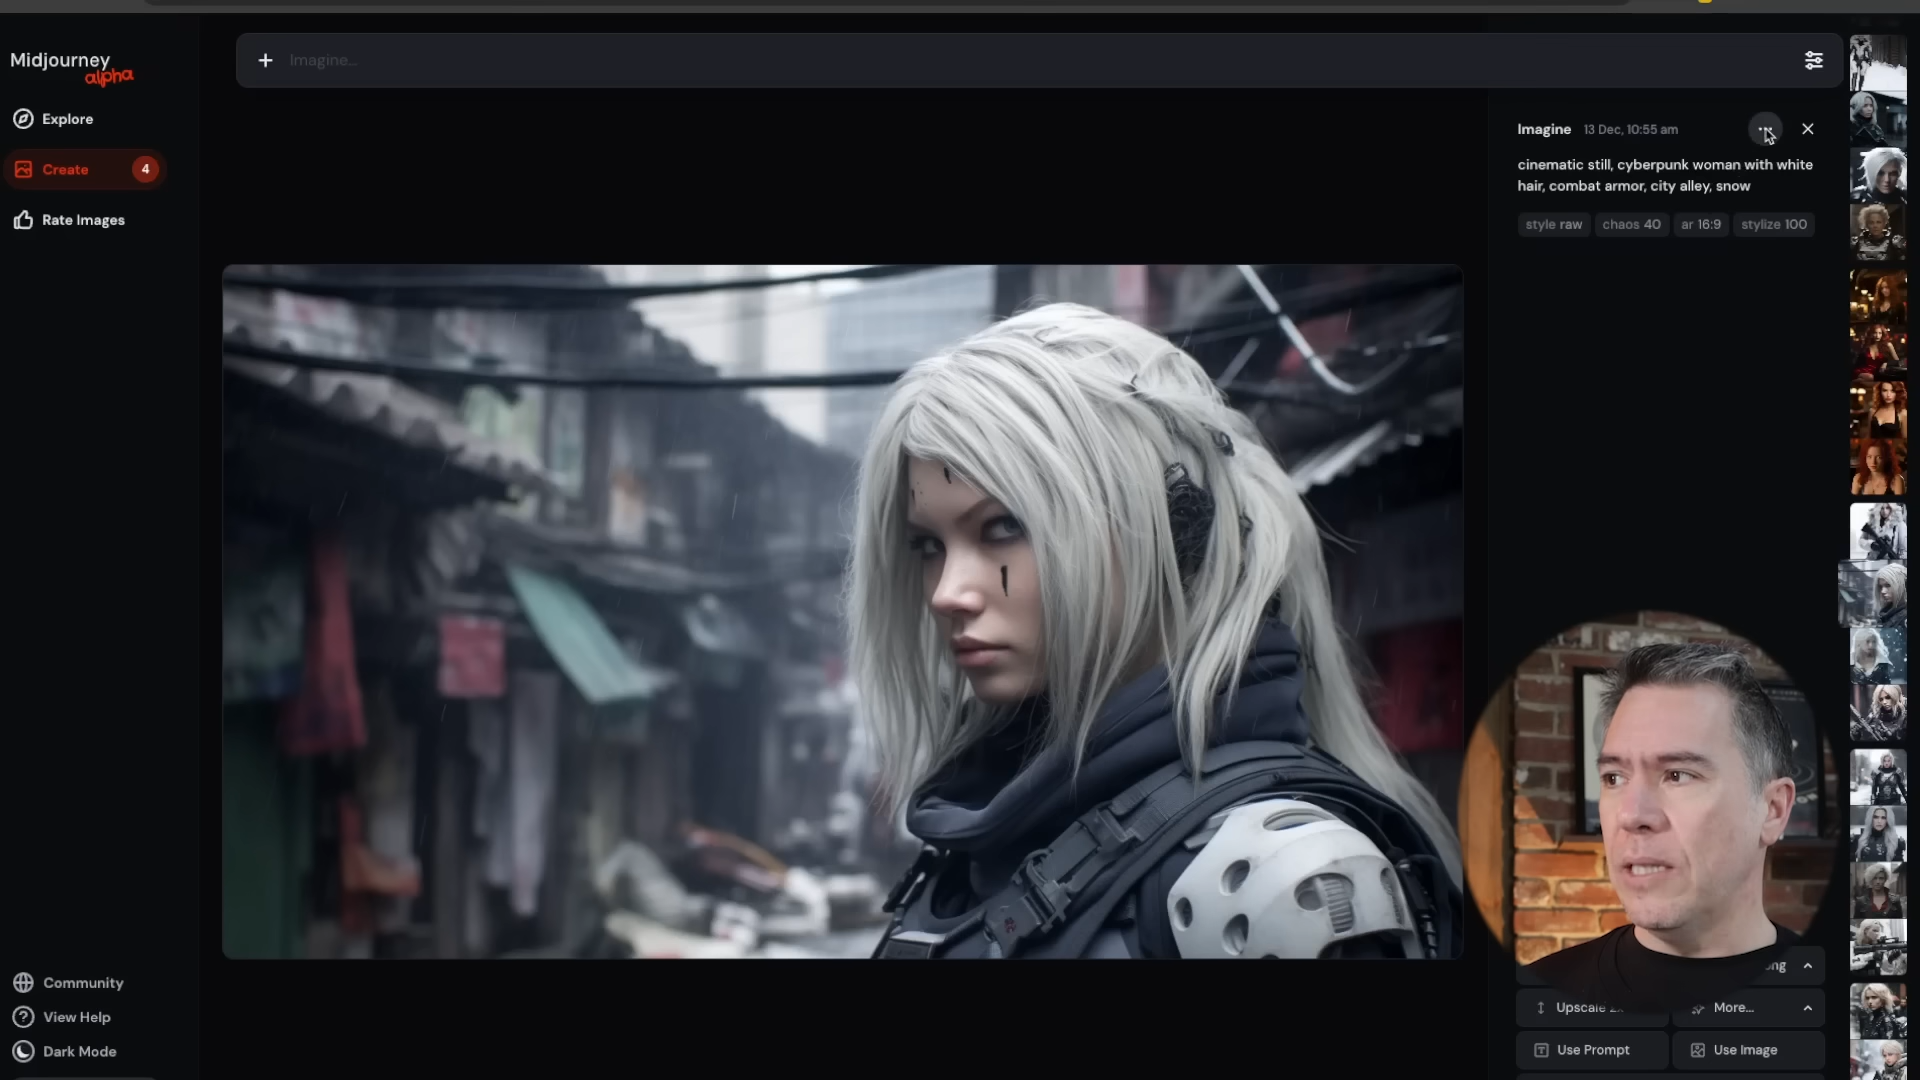 Midjourney
alpha
Explore
Create 4
Rate Images
Imagine...
Imagine 13 Dec, 10:55 am
cinematic still, cyberpunk woman with white
hair, combat armor, city alley, snow
style raw chaos 40 ar 16:9 stylize 100
Upscale
More...
Use Prompt
Use Image
Community
View Help
Dark Mode